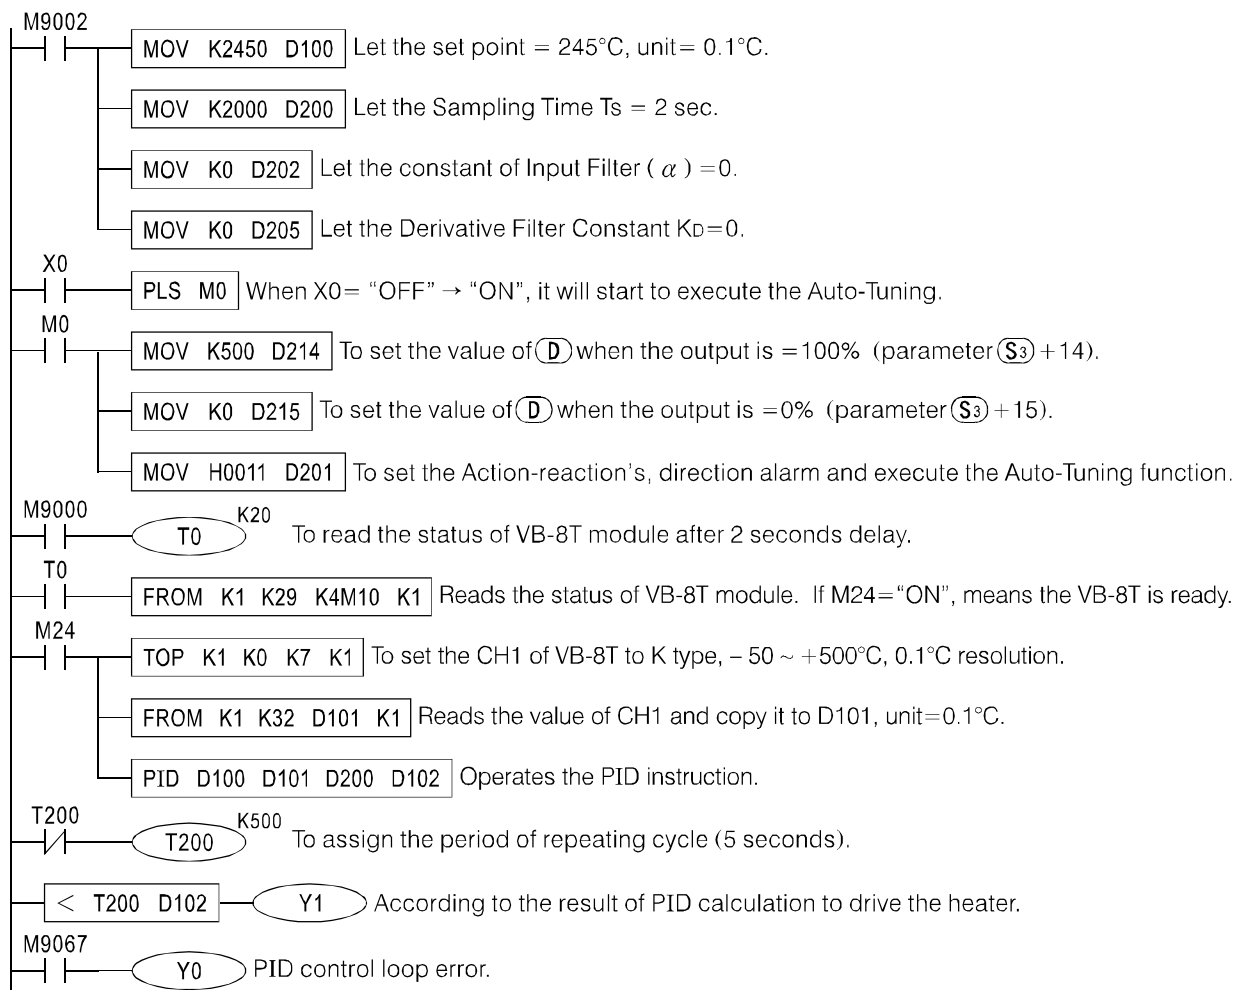 M9002
MOV K2450 D100 Let the set point = 245°C, unit= 0.1°C.
MOV K2000 D200 Let the Sampling Time Ts = 2 sec.
MOV K0 D202 Let the constant of Input Filter ( α ) =0.
MOV K0 D205 Let the Derivative Filter Constant KD=0.
X0
PLS M0 When X0= “OFF” → “ON”, it will start to execute the Auto-Tuning.
M0
MOV K500 D214 To set the value of D when the output is =100% (parameter S3 +14).
MOV K0 D215 To set the value of D when the output is =0% (parameter S3 +15).
MOV H0011 D201 To set the Action-reaction's, direction alarm and execute the Auto-Tuning function.
M9000
T0 K20 To read the status of VB-8T module after 2 seconds delay.
T0
FROM K1 K29 K4M10 K1 Reads the status of VB-8T module. If M24=“ON”, means the VB-8T is ready.
M24
TOP K1 K0 K7 K1 To set the CH1 of VB-8T to K type, – 50 ~ +500°C, 0.1°C resolution.
FROM K1 K32 D101 K1 Reads the value of CH1 and copy it to D101, unit=0.1°C.
PID D100 D101 D200 D102 Operates the PID instruction.
T200
T200 K500 To assign the period of repeating cycle (5 seconds).
< T200 D102 Y1 According to the result of PID calculation to drive the heater.
M9067
Y0 PID control loop error.